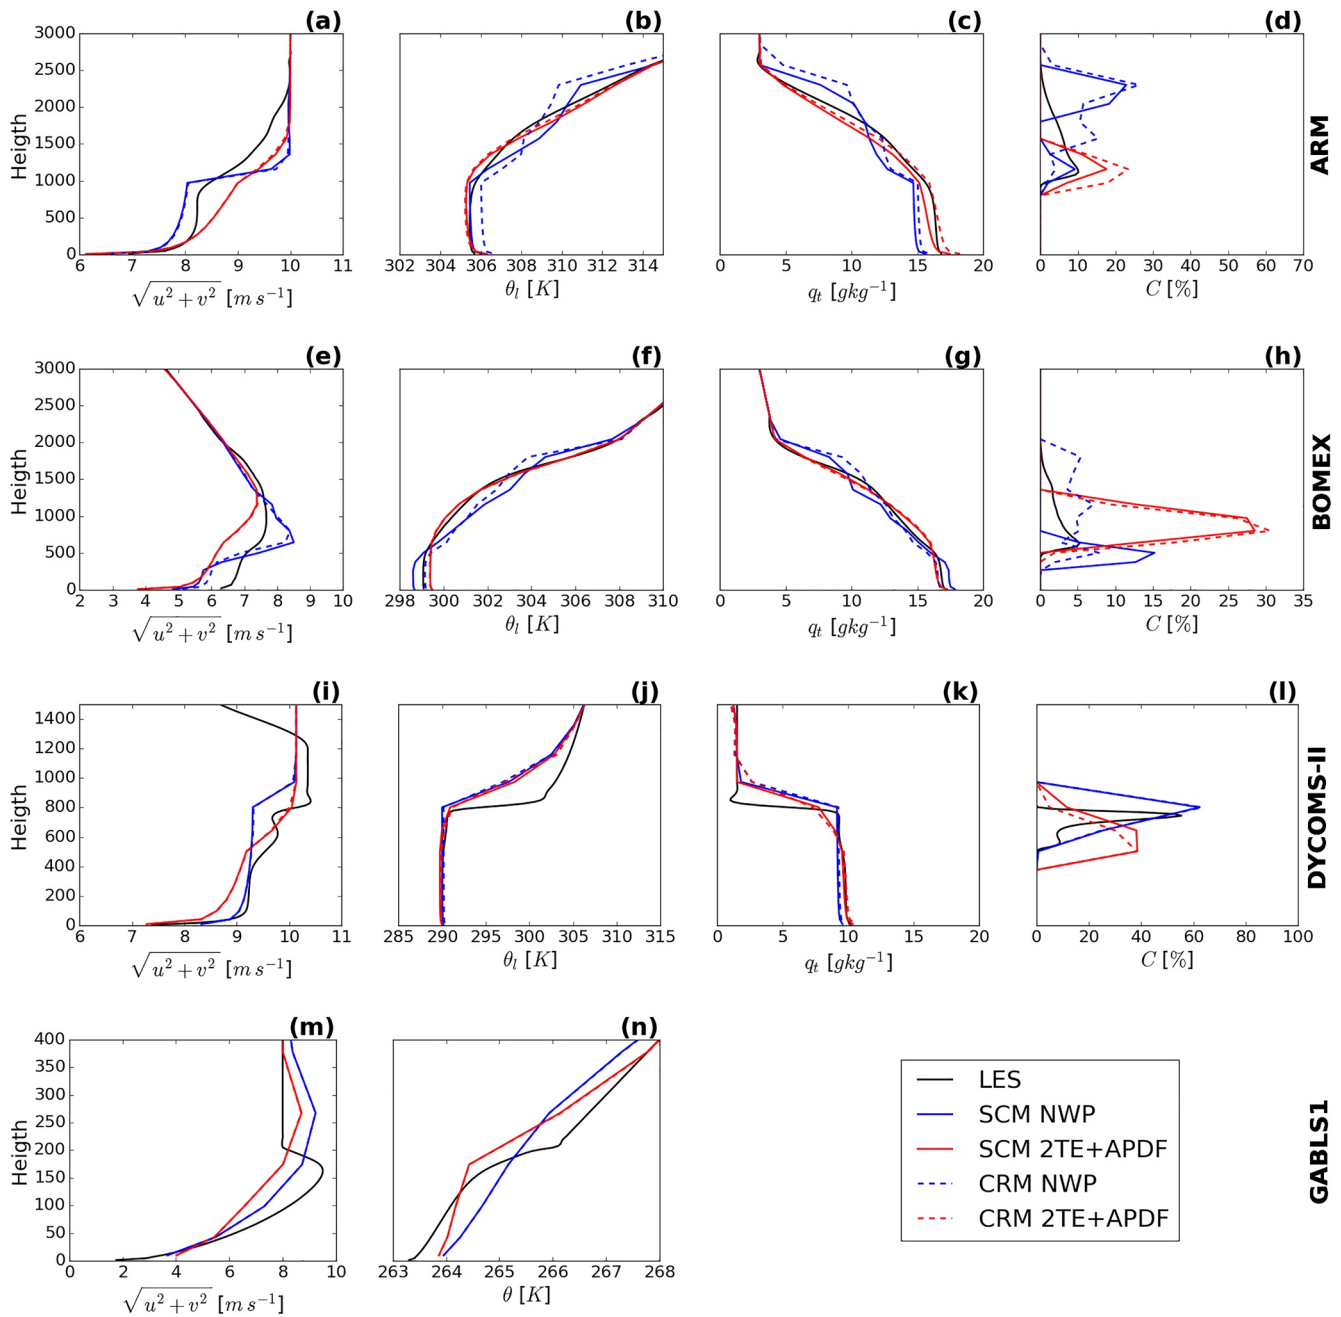 (a) (b) (c) (d)
3000
2500
2000
1500
1000
500
0
Heigth
6 7 8 9 10 11
302 304 306 308 310 312 314
0 5 10 15 20
0 10 20 30 40 50 60 70
√u² + v² [m s⁻¹]
θₗ [K]
qₜ [gkg⁻¹]
C [%]
ARM
(e) (f) (g) (h)
3000
2500
2000
1500
1000
500
0
Heigth
2 3 4 5 6 7 8 9 10
298 300 302 304 306 308 310
0 5 10 15 20
0 5 10 15 20 25 30 35
√u² + v² [m s⁻¹]
θₗ [K]
qₜ [gkg⁻¹]
C [%]
BOMEX
(i) (j) (k) (l)
1400
1200
1000
800
600
400
200
0
Heigth
6 7 8 9 10 11
285 290 295 300 305 310 315
0 5 10 15 20
0 20 40 60 80 100
√u² + v² [m s⁻¹]
θₗ [K]
qₜ [gkg⁻¹]
C [%]
DYCOMS-II
(m) (n)
400
350
300
250
200
150
100
50
0
Heigth
0 2 4 6 8 10
263 264 265 266 267 268
√u² + v² [m s⁻¹]
θ [K]
LES
SCM NWP
SCM 2TE+APDF
CRM NWP
CRM 2TE+APDF
GABLS1